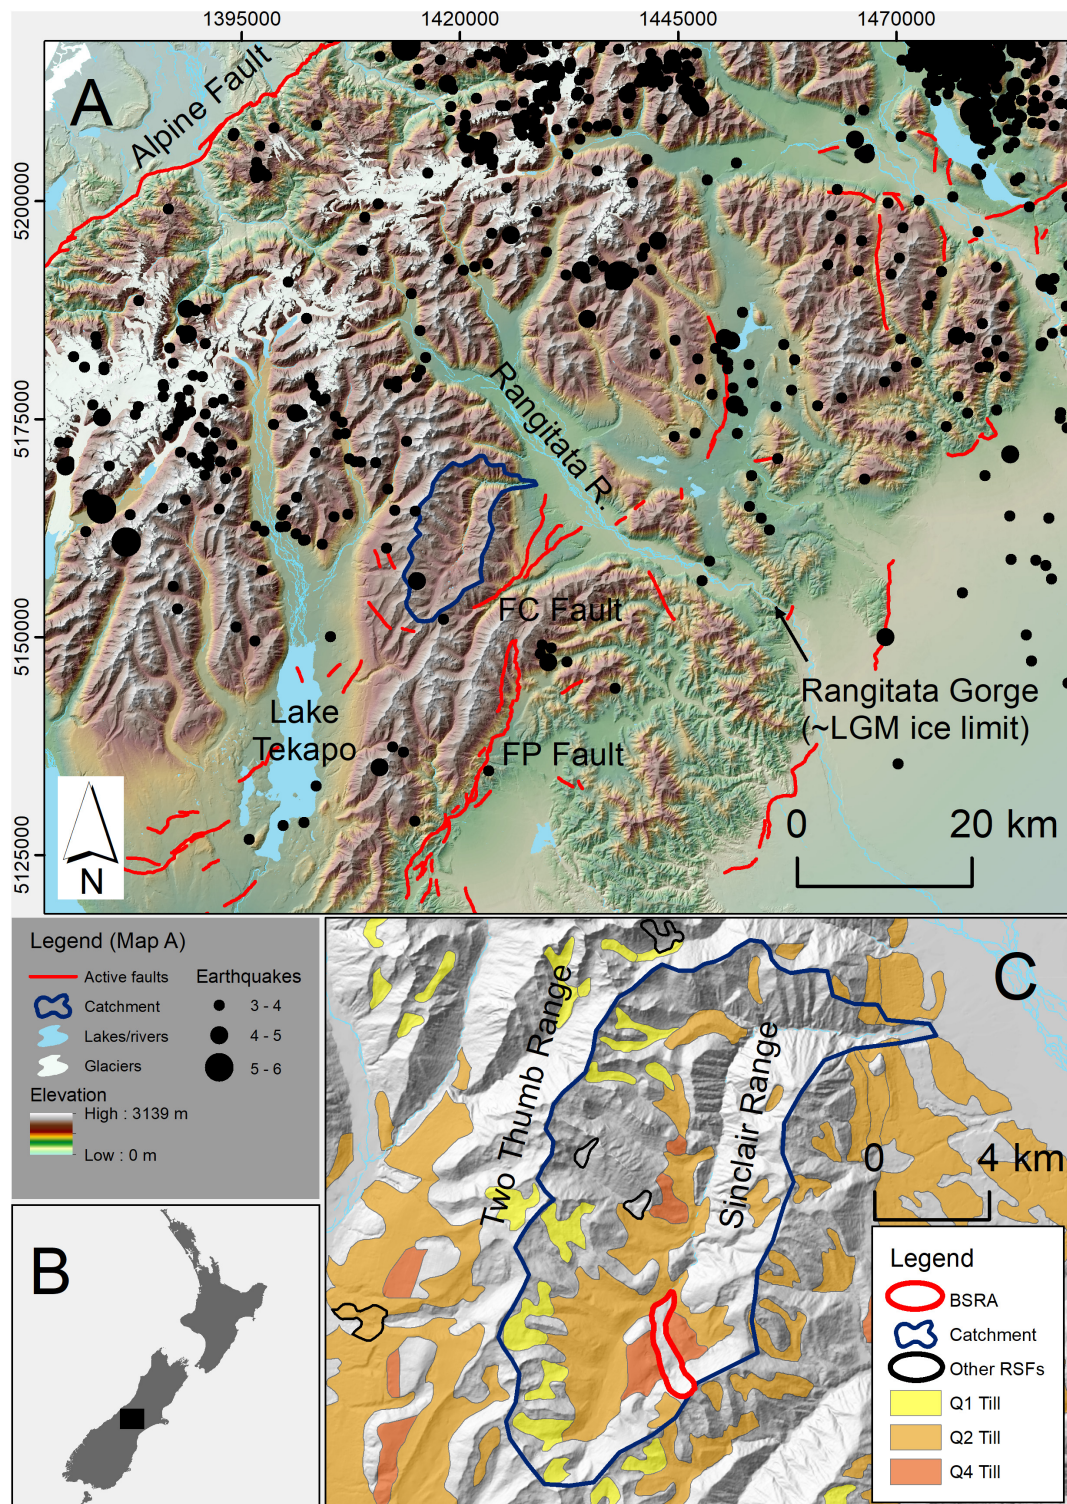 1395000
1420000
1445000
1470000
A
Alpine Fault
5200000
5175000
5150000
5125000
Rangitata R.
FC Fault
Lake
Tekapo
FP Fault
Rangitata Gorge
(~LGM ice limit)
0
20 km
N
Legend (Map A)
Active faults
Catchment
Lakes/rivers
Glaciers
Earthquakes
3 - 4
4 - 5
5 - 6
Elevation
High : 3139 m
Low : 0 m
B
C
Two Thumb Range
Sinclair Range
0
4 km
Legend
BSRA
Catchment
Other RSFs
Q1 Till
Q2 Till
Q4 Till